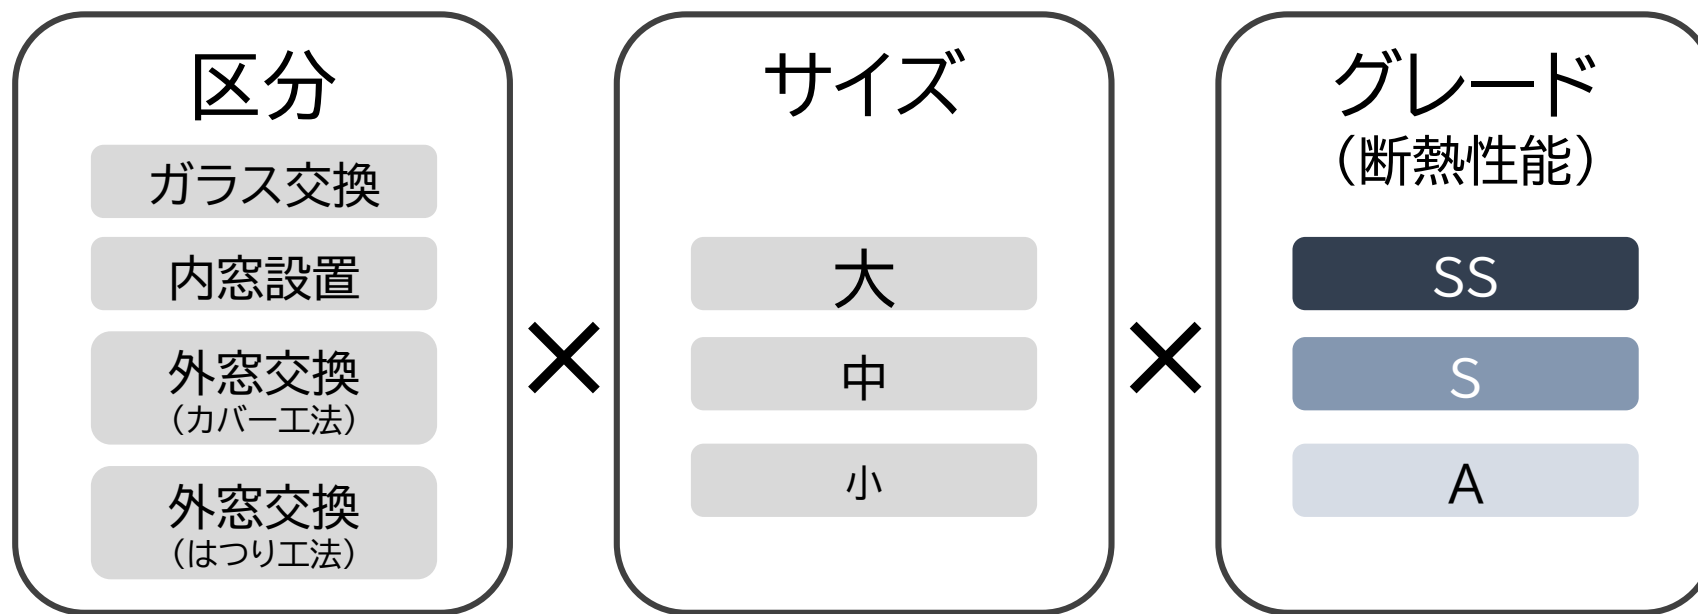 区分
ガラス交換
内窓設置
外窓交換
（カバー工法）
外窓交換
（はつり工法）
×
サイズ
大
中
小
×
グレード
（断熱性能）
SS
S
A